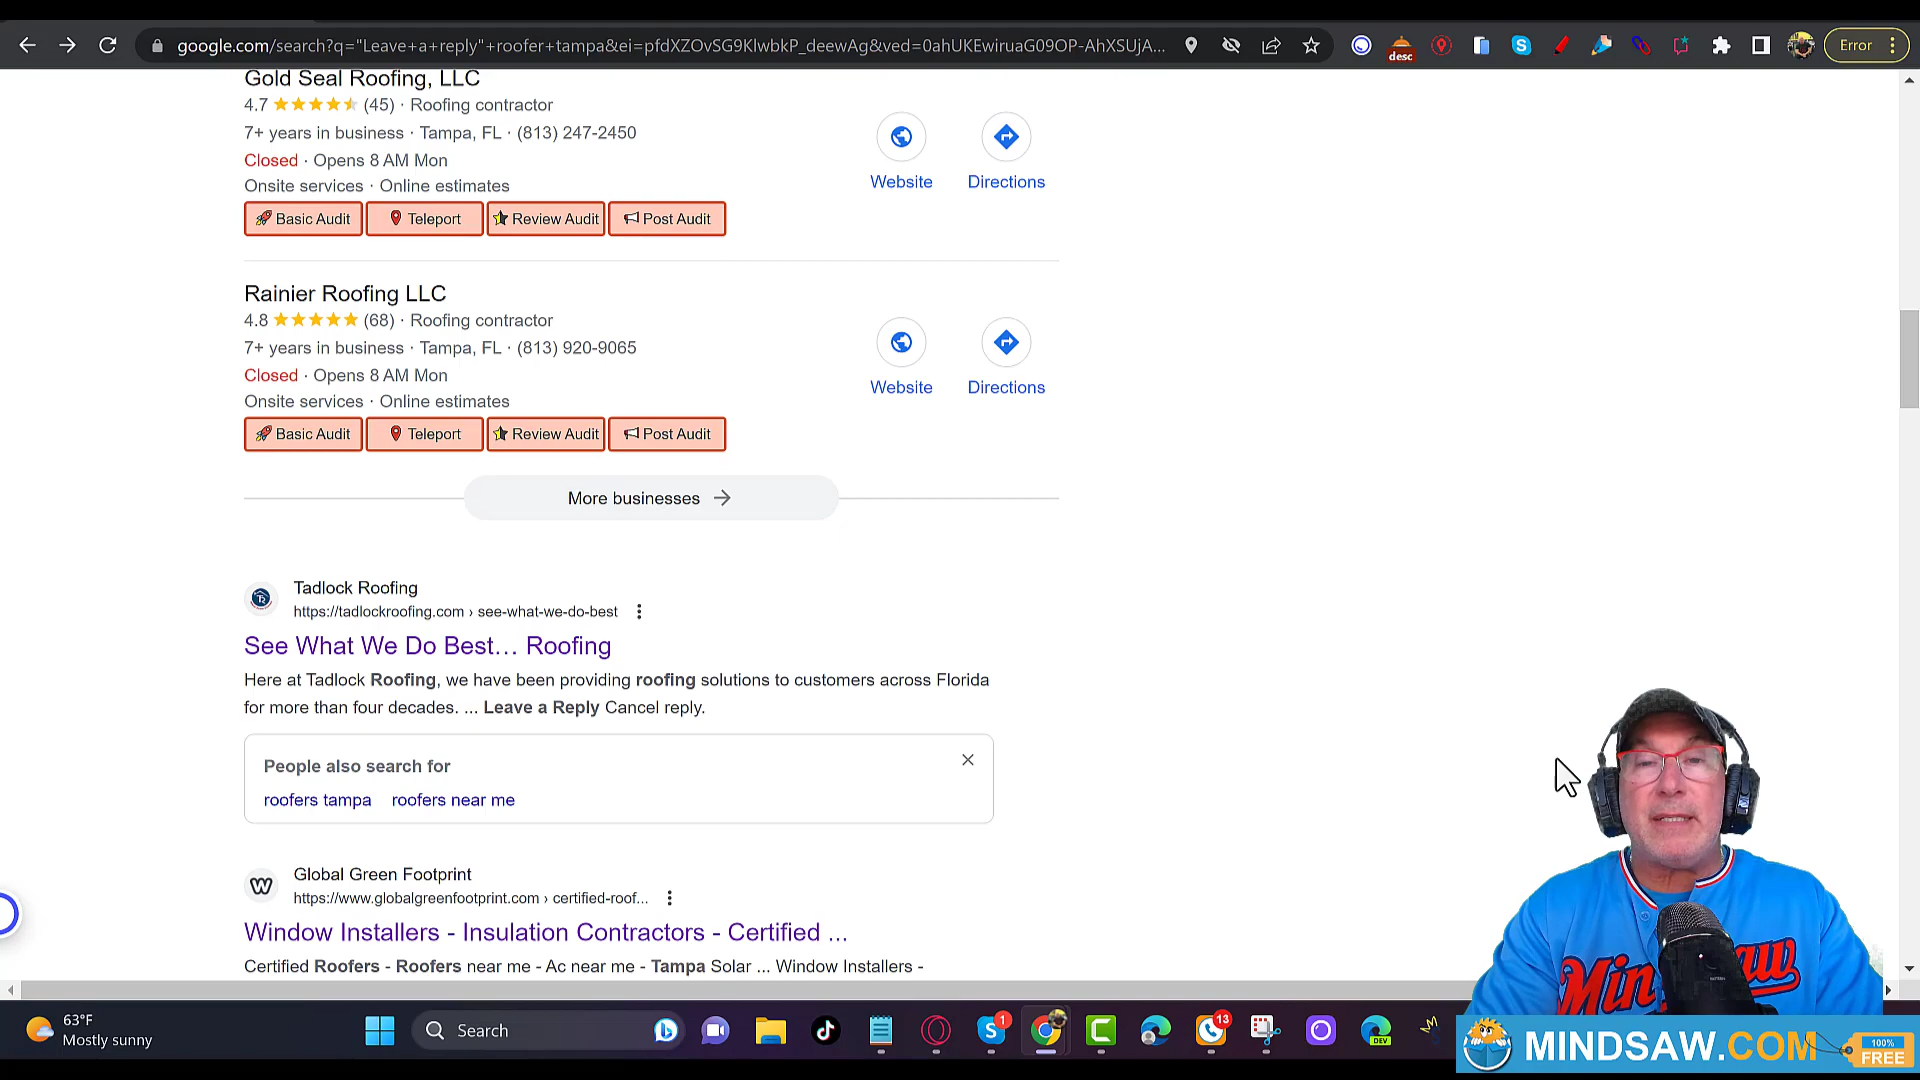 google.com/search?q="Leave+a+reply"+roofer+tampa&ei=pfdXZOvSG9KlwbkP_deewAg&ved=0ahUKEwiruaG09OP-AhXSUjA...
desc
Error
Gold Seal Roofing, LLC
4.7 (45) · Roofing contractor
7+ years in business · Tampa, FL · (813) 247-2450
Closed · Opens 8 AM Mon
Onsite services · Online estimates
Website
Directions
Basic Audit
Teleport
Review Audit
Post Audit
Rainier Roofing LLC
4.8 (68) · Roofing contractor
7+ years in business · Tampa, FL · (813) 920-9065
Closed · Opens 8 AM Mon
Onsite services · Online estimates
Website
Directions
Basic Audit
Teleport
Review Audit
Post Audit
More businesses
Tadlock Roofing
https://tadlockroofing.com › see-what-we-do-best
See What We Do Best… Roofing
Here at Tadlock Roofing, we have been providing roofing solutions to customers across Florida
for more than four decades. ... Leave a Reply Cancel reply.
People also search for
roofers tampa
roofers near me
Global Green Footprint
https://www.globalgreenfootprint.com › certified-roof...
Window Installers - Insulation Contractors - Certified ...
Certified Roofers - Roofers near me - Ac near me - Tampa Solar ... Window Installers -
63°F
Mostly sunny
Search
1
13
DEV
MINDSAW.COM
100%
FREE